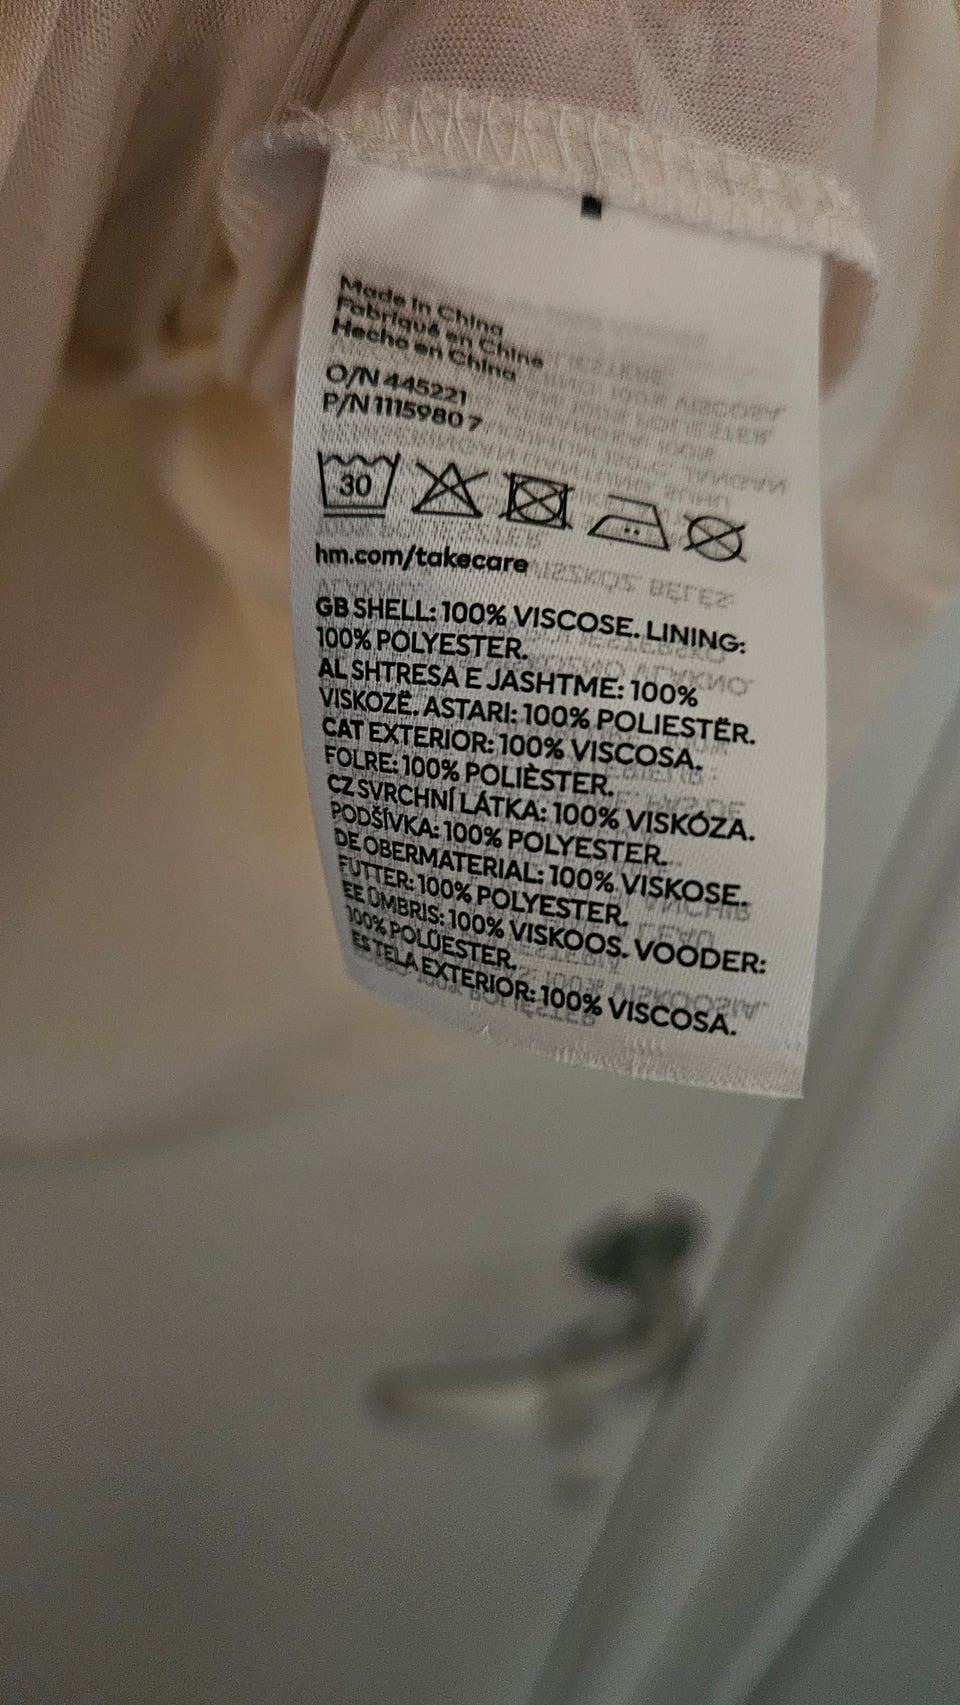 Made in China
Fabriqué en Chine
Hecho en China
O/N 445221
P/N 1115980 7
30
hm.com/takecare
GB SHELL: 100% VISCOSE. LINING:
100% POLYESTER.
AL SHTRESA E JASHTME: 100%
VISKOZË. ASTARI: 100% POLIESTËR.
CAT EXTERIOR: 100% VISCOSA.
FOLRE: 100% POLIÈSTER.
CZ SVRCHNÍ LÁTKA: 100% VISKÓZA.
PODŠÍVKA: 100% POLYESTER.
DE OBERMATERIAL: 100% VISKOSE.
FUTTER: 100% POLYESTER.
EE ÜMBRIS: 100% VISKOOS. VOODER:
100% POLÜESTER.
ES TELA EXTERIOR: 100% VISCOSA.